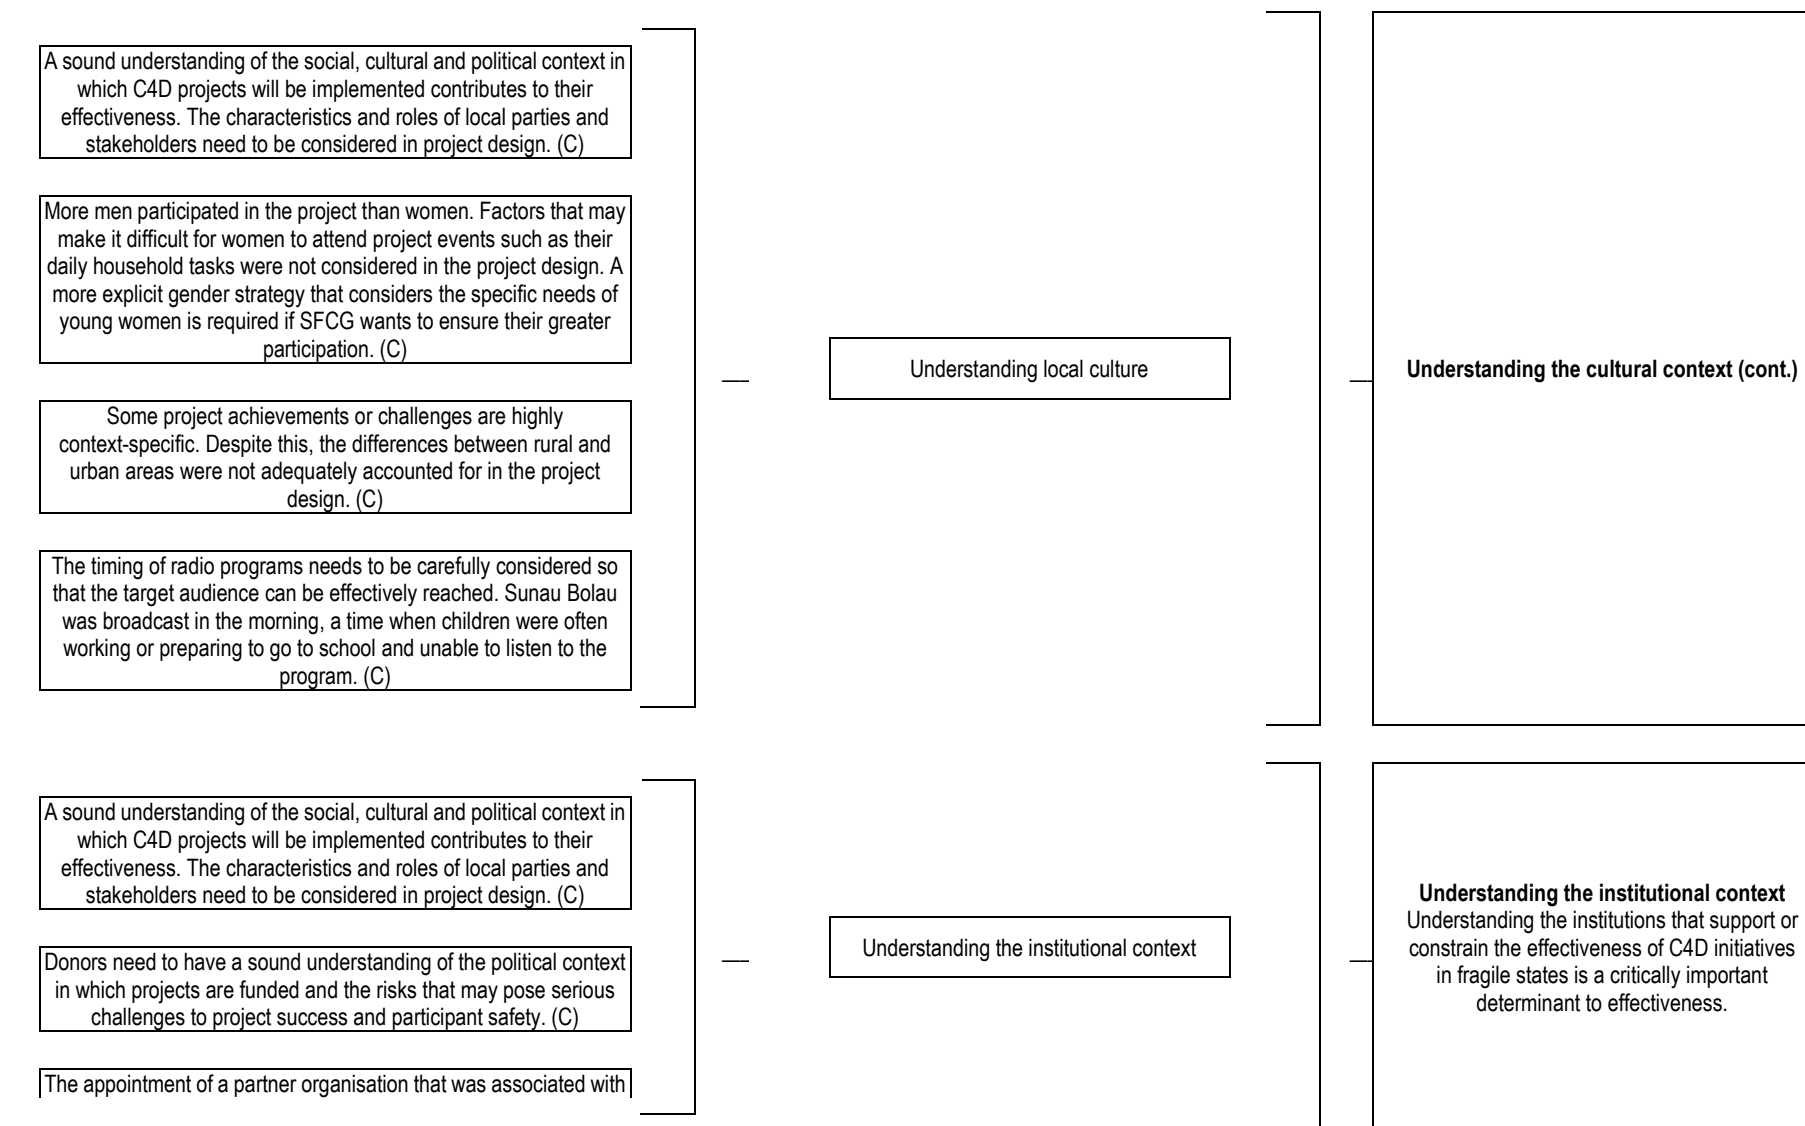 A sound understanding of the social, cultural and political context in
which C4D projects will be implemented contributes to their
effectiveness. The characteristics and roles of local parties and
stakeholders need to be considered in project design. (C)
More men participated in the project than women. Factors that may
make it difficult for women to attend project events such as their
daily household tasks were not considered in the project design. A
more explicit gender strategy that considers the specific needs of
young women is required if SFCG wants to ensure their greater
participation. (C)
Some project achievements or challenges are highly
context-specific. Despite this, the differences between rural and
urban areas were not adequately accounted for in the project
design. (C)
The timing of radio programs needs to be carefully considered so
that the target audience can be effectively reached. Sunau Bolau
was broadcast in the morning, a time when children were often
working or preparing to go to school and unable to listen to the
program. (C)
Understanding local culture
Understanding the cultural context (cont.)
A sound understanding of the social, cultural and political context in
which C4D projects will be implemented contributes to their
effectiveness. The characteristics and roles of local parties and
stakeholders need to be considered in project design. (C)
Donors need to have a sound understanding of the political context
in which projects are funded and the risks that may pose serious
challenges to project success and participant safety. (C)
The appointment of a partner organisation that was associated with
Understanding the institutional context
Understanding the institutional context
Understanding the institutions that support or
constrain the effectiveness of C4D initiatives
in fragile states is a critically important
determinant to effectiveness.